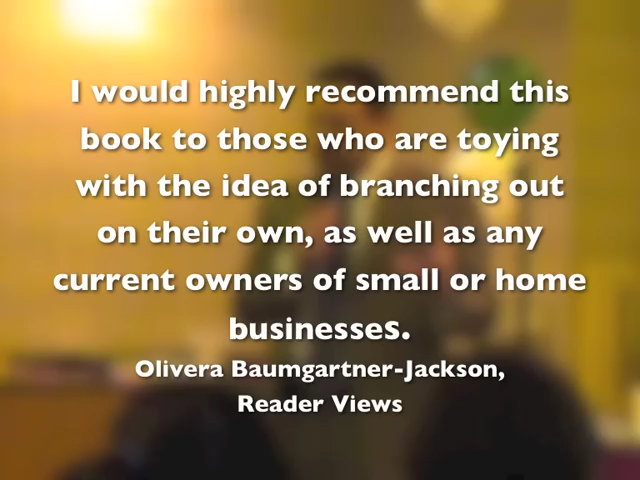 I would highly recommend this
book to those who are toying
with the idea of branching out
on their own, as well as any
current owners of small or home
businesses.
Olivera Baumgartner-Jackson,
Reader Views